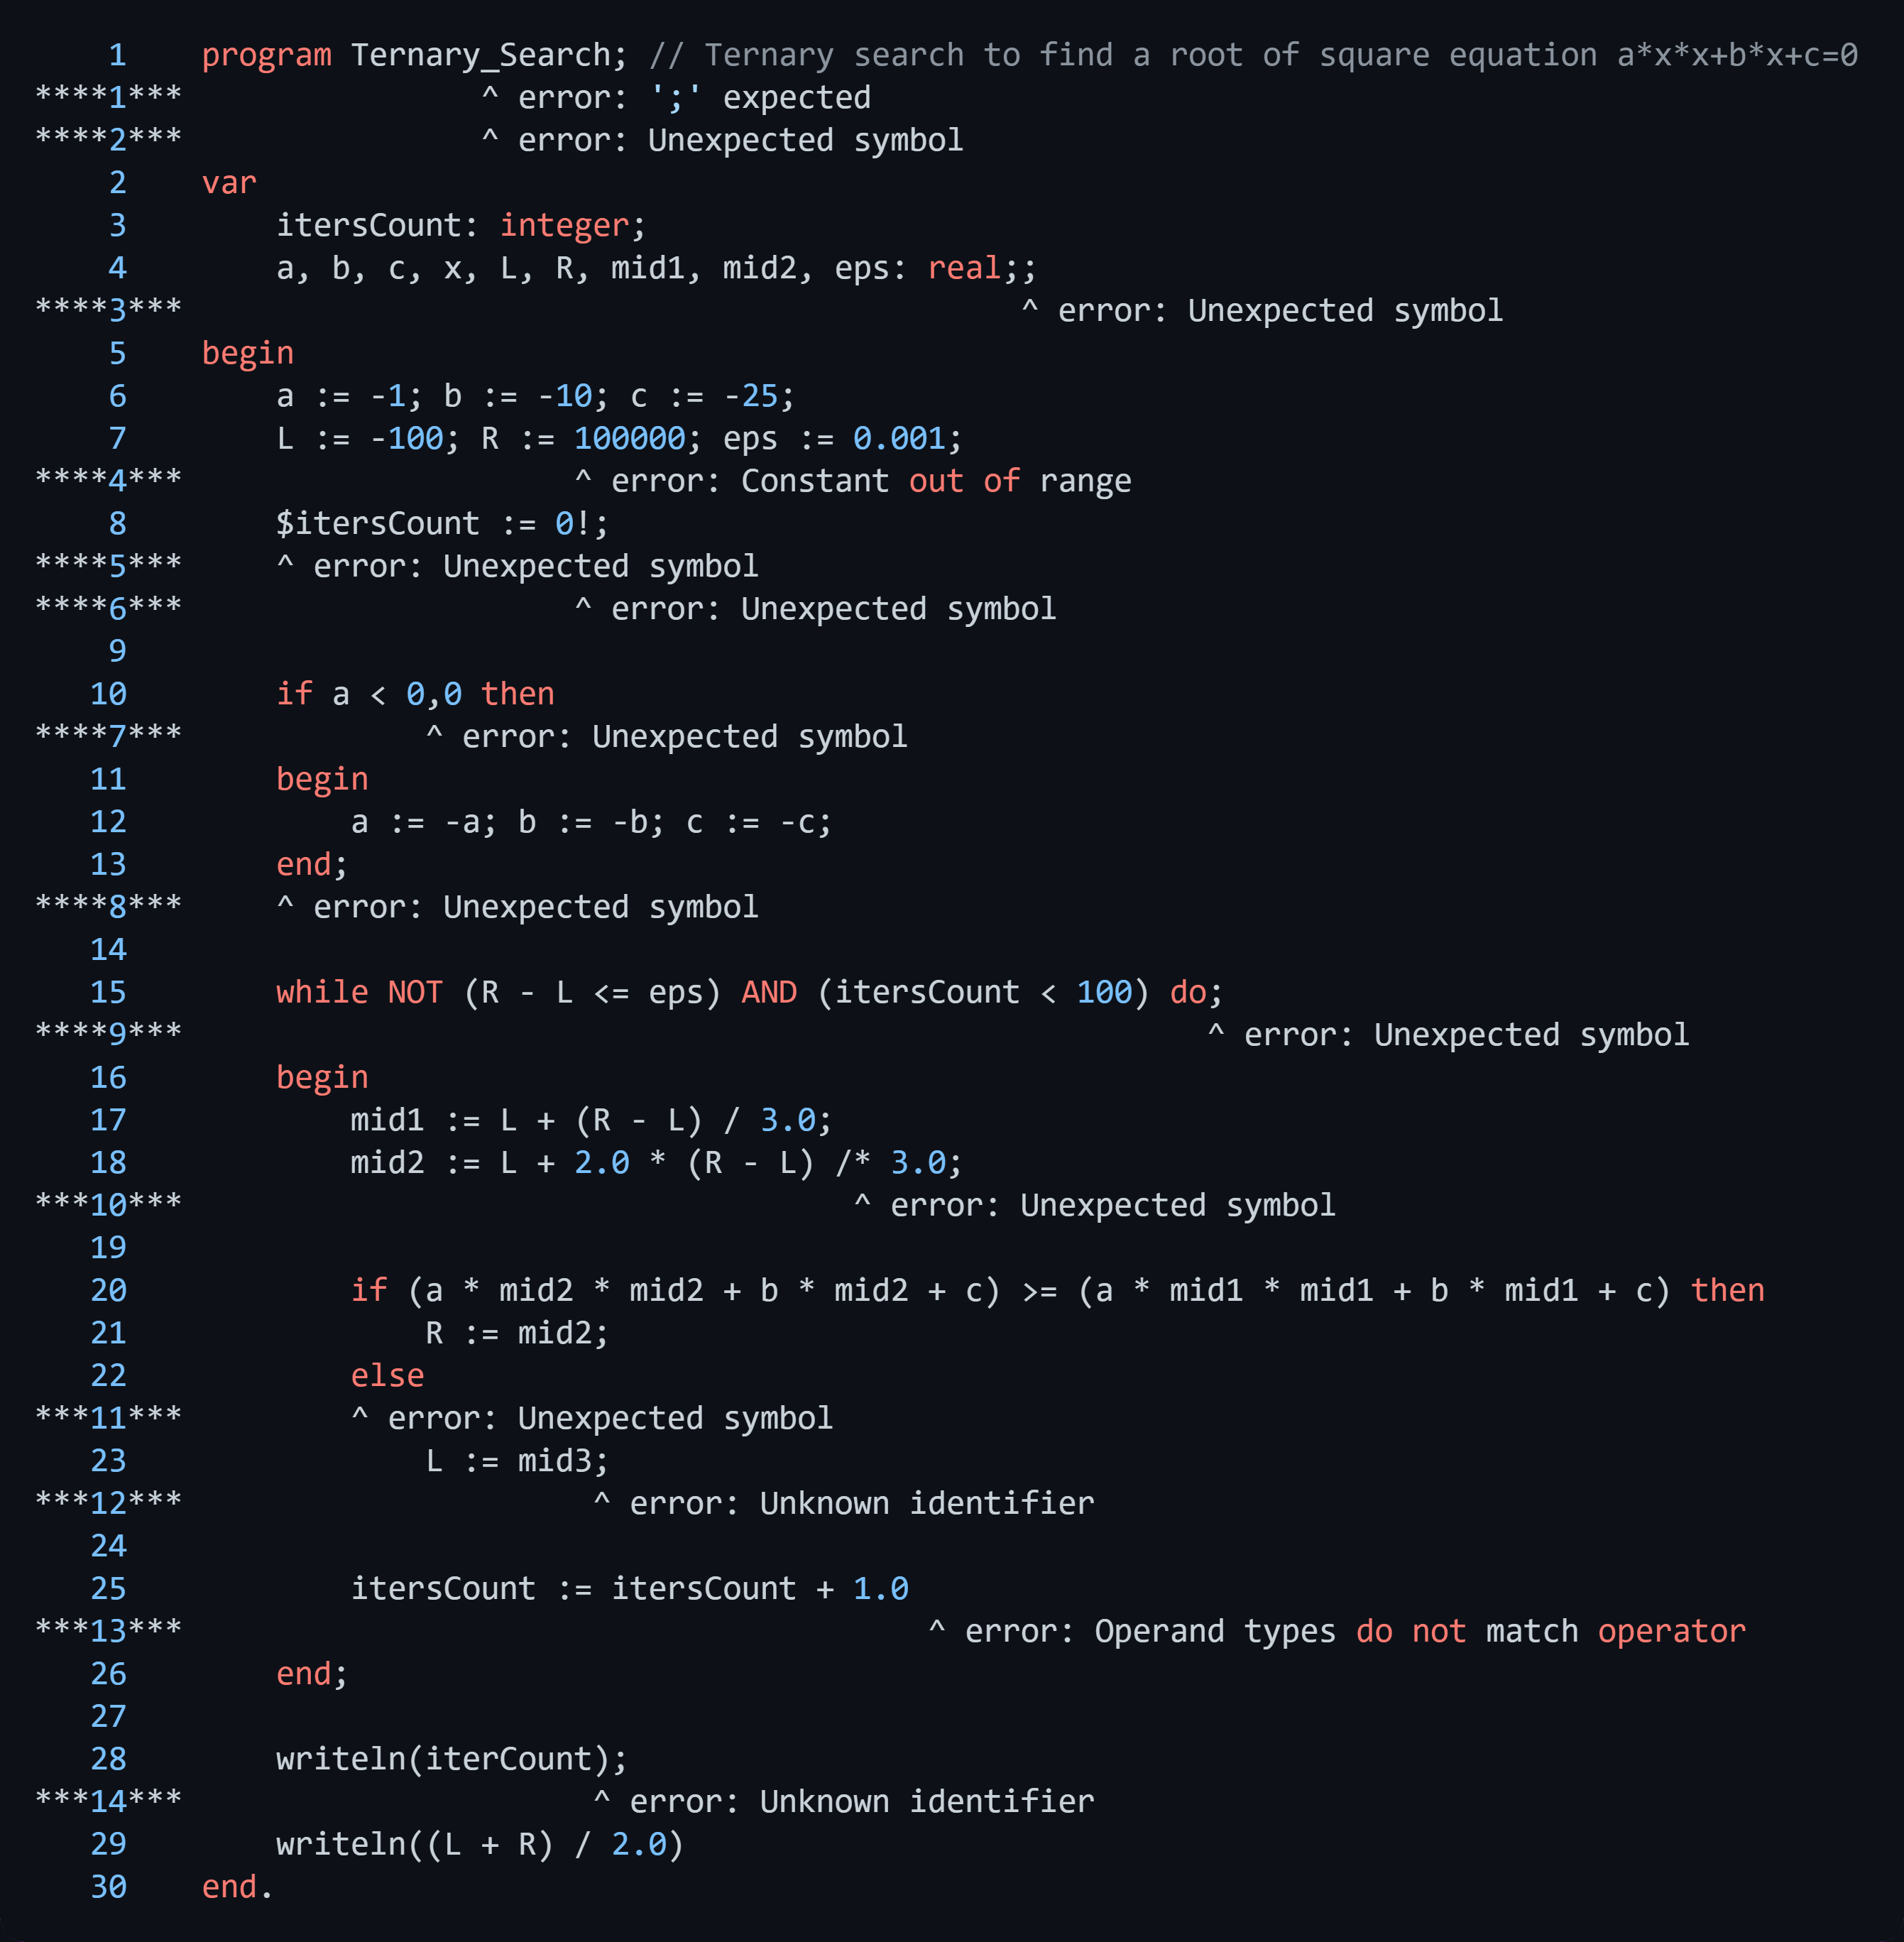 1    program Ternary_Search; // Ternary search to find a root of square equation a*x*x+b*x+c=0
****1***                ^ error: ';' expected
****2***                ^ error: Unexpected symbol
    2    var
    3        itersCount: integer;
    4        a, b, c, x, L, R, mid1, mid2, eps: real;;
****3***                                             ^ error: Unexpected symbol
    5    begin
    6        a := -1; b := -10; c := -25;
    7        L := -100; R := 100000; eps := 0.001;
****4***                     ^ error: Constant out of range
    8        $itersCount := 0!;
****5***     ^ error: Unexpected symbol
****6***                     ^ error: Unexpected symbol
    9
   10        if a < 0,0 then
****7***             ^ error: Unexpected symbol
   11        begin
   12            a := -a; b := -b; c := -c;
   13        end;
****8***     ^ error: Unexpected symbol
   14
   15        while NOT (R - L <= eps) AND (itersCount < 100) do;
****9***                                                       ^ error: Unexpected symbol
   16        begin
   17            mid1 := L + (R - L) / 3.0;
   18            mid2 := L + 2.0 * (R - L) /* 3.0;
***10***                                    ^ error: Unexpected symbol
   19
   20            if (a * mid2 * mid2 + b * mid2 + c) >= (a * mid1 * mid1 + b * mid1 + c) then
   21                R := mid2;
   22            else
***11***         ^ error: Unexpected symbol
   23                L := mid3;
***12***                      ^ error: Unknown identifier
   24
   25            itersCount := itersCount + 1.0
***13***                                        ^ error: Operand types do not match operator
   26        end;
   27
   28        writeln(iterCount);
***14***                      ^ error: Unknown identifier
   29        writeln((L + R) / 2.0)
   30    end.